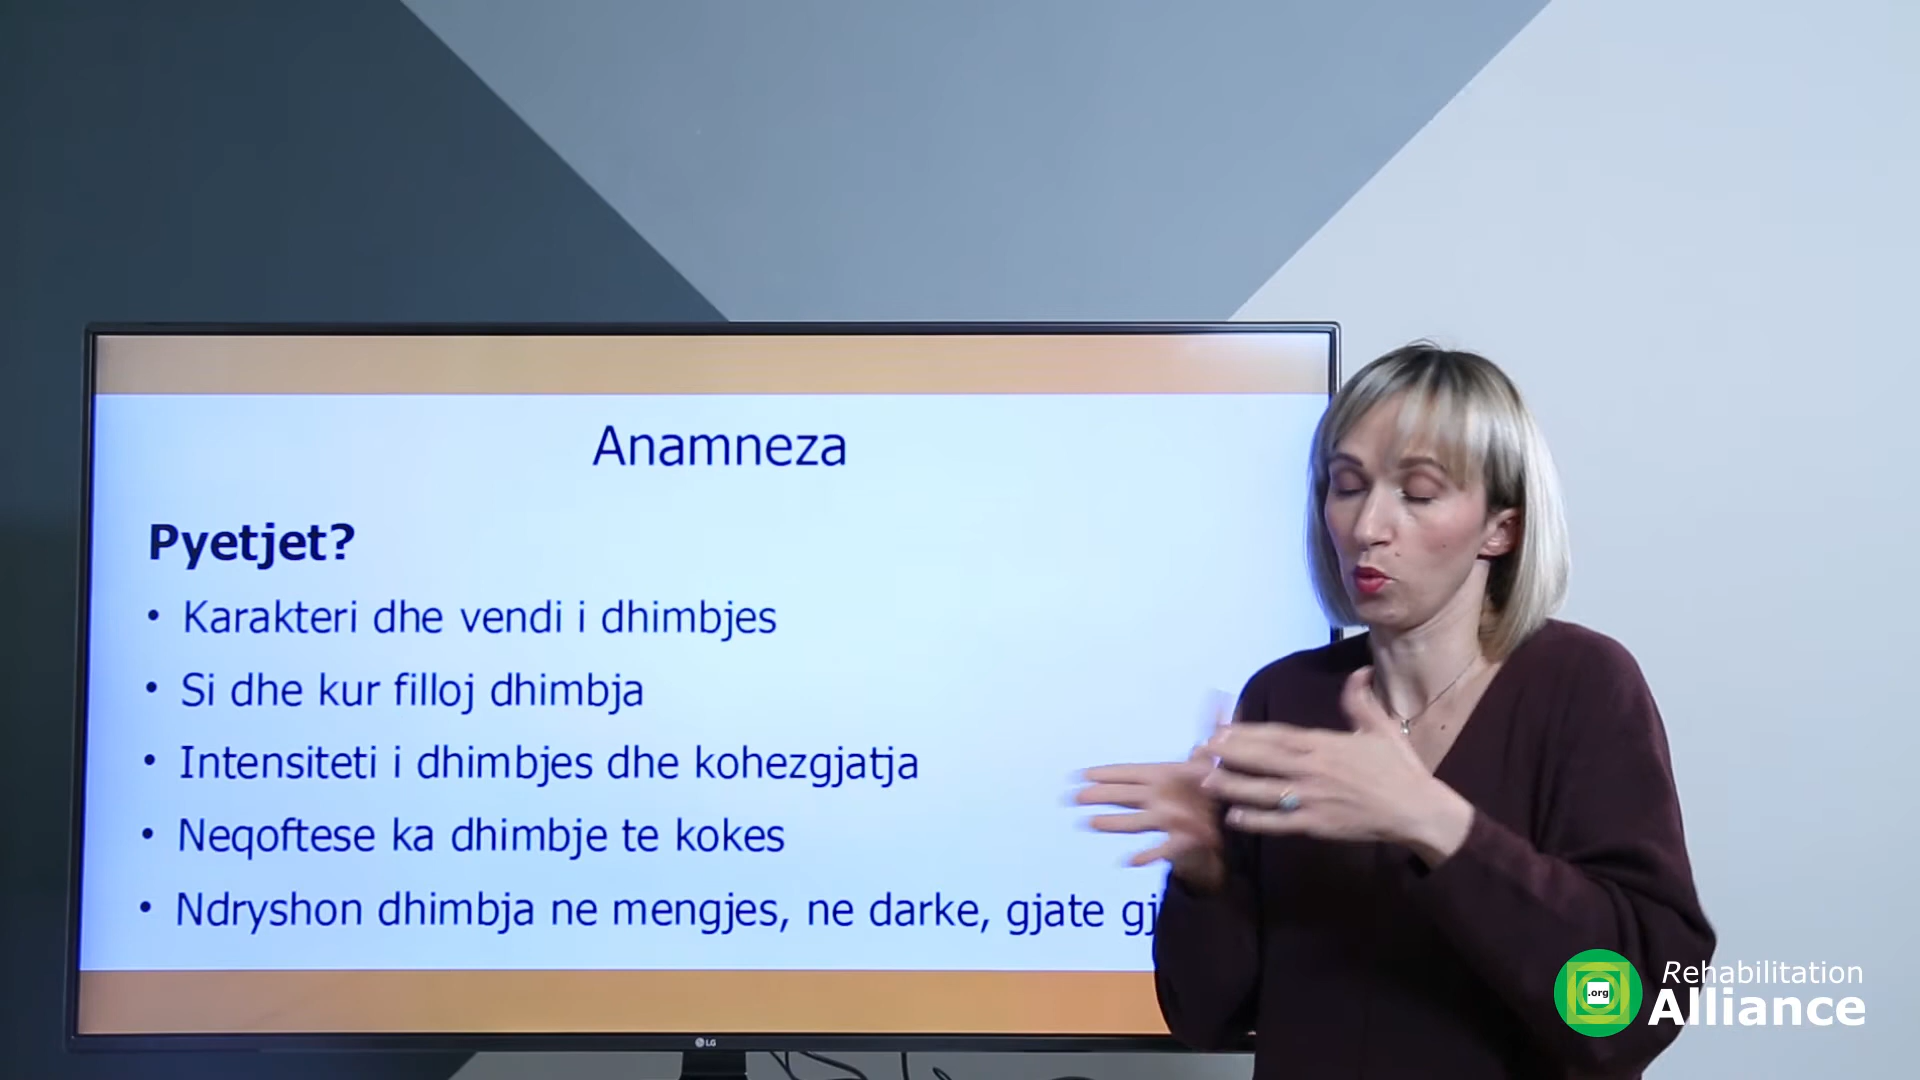 Anamneza
Pyetjet?
• Karakteri dhe vendi i dhimbjes
• Si dhe kur filloj dhimbja
• Intensiteti i dhimbjes dhe kohezgjatja
• Neqoftese ka dhimbje te kokes
• Ndryshon dhimbja ne mengjes, ne darke, gjate
LG
.org
Rehabilitation
Alliance